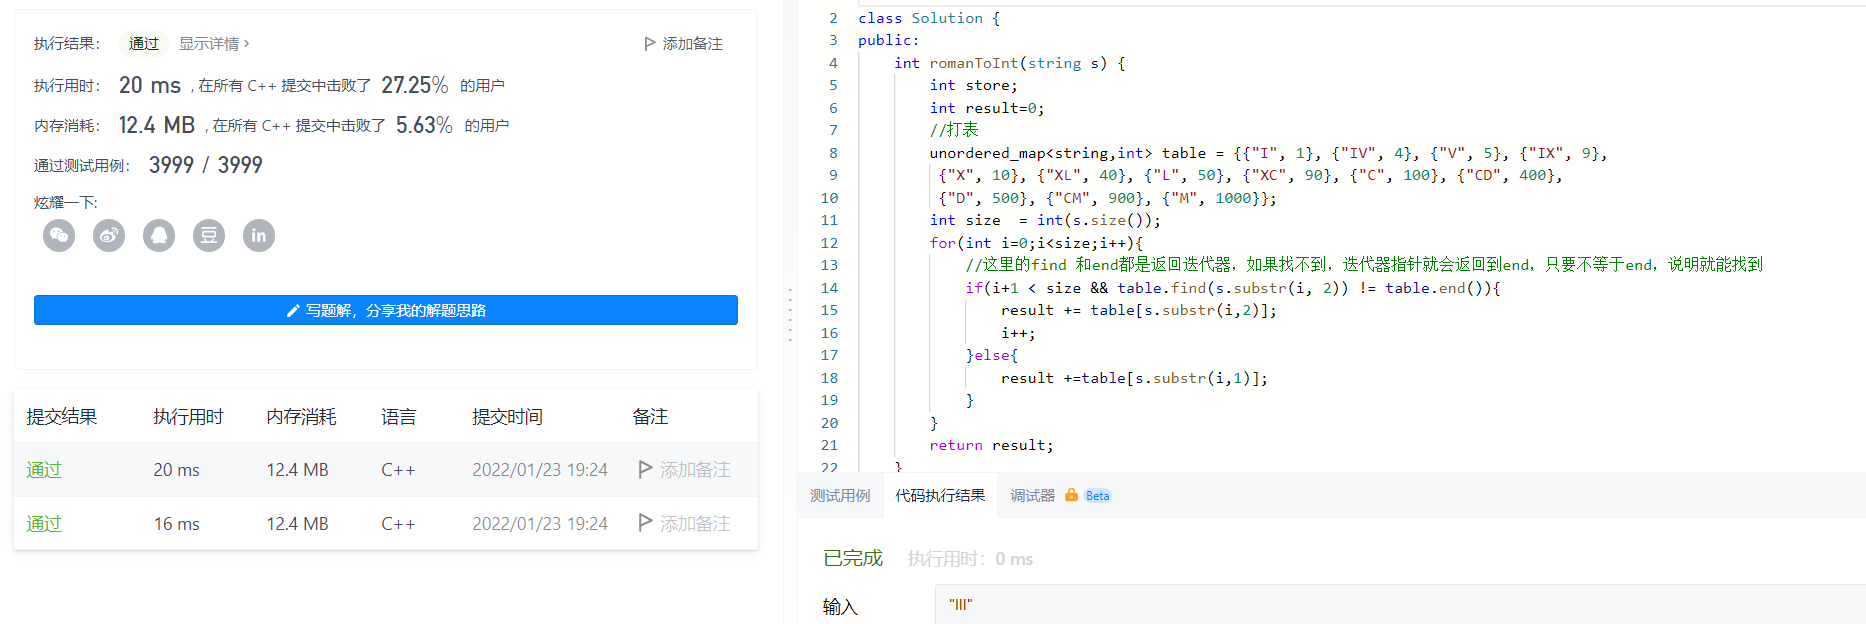 执行结果： 通过 显示详情 ›
添加备注
执行用时： 20 ms , 在所有 C++ 提交中击败了 27.25% 的用户
内存消耗： 12.4 MB , 在所有 C++ 提交中击败了 5.63% 的用户
通过测试用例： 3999 / 3999
炫耀一下:
豆 in
写题解，分享我的解题思路
提交结果 执行用时 内存消耗 语言 提交时间 备注
通过 20 ms 12.4 MB C++ 2022/01/23 19:24 添加备注
通过 16 ms 12.4 MB C++ 2022/01/23 19:24 添加备注
2 class Solution {
3 public:
4 int romanToInt(string s) {
5 int store;
6 int result=0;
7 //打表
8 unordered_map<string,int> table = {{"I", 1}, {"IV", 4}, {"V", 5}, {"IX", 9},
9 {"X", 10}, {"XL", 40}, {"L", 50}, {"XC", 90}, {"C", 100}, {"CD", 400},
10 {"D", 500}, {"CM", 900}, {"M", 1000}};
11 int size  = int(s.size());
12 for(int i=0;i<size;i++){
13 //这里的find 和end都是返回迭代器，如果找不到，迭代器指针就会返回到end，只要不等于end，说明就能找到
14 if(i+1 < size && table.find(s.substr(i, 2)) != table.end()){
15 result += table[s.substr(i,2)];
16 i++;
17 }else{
18 result +=table[s.substr(i,1)];
19 }
20 }
21 return result;
22 }
测试用例 代码执行结果 调试器 Beta
已完成 执行用时：0 ms
输入 "III"